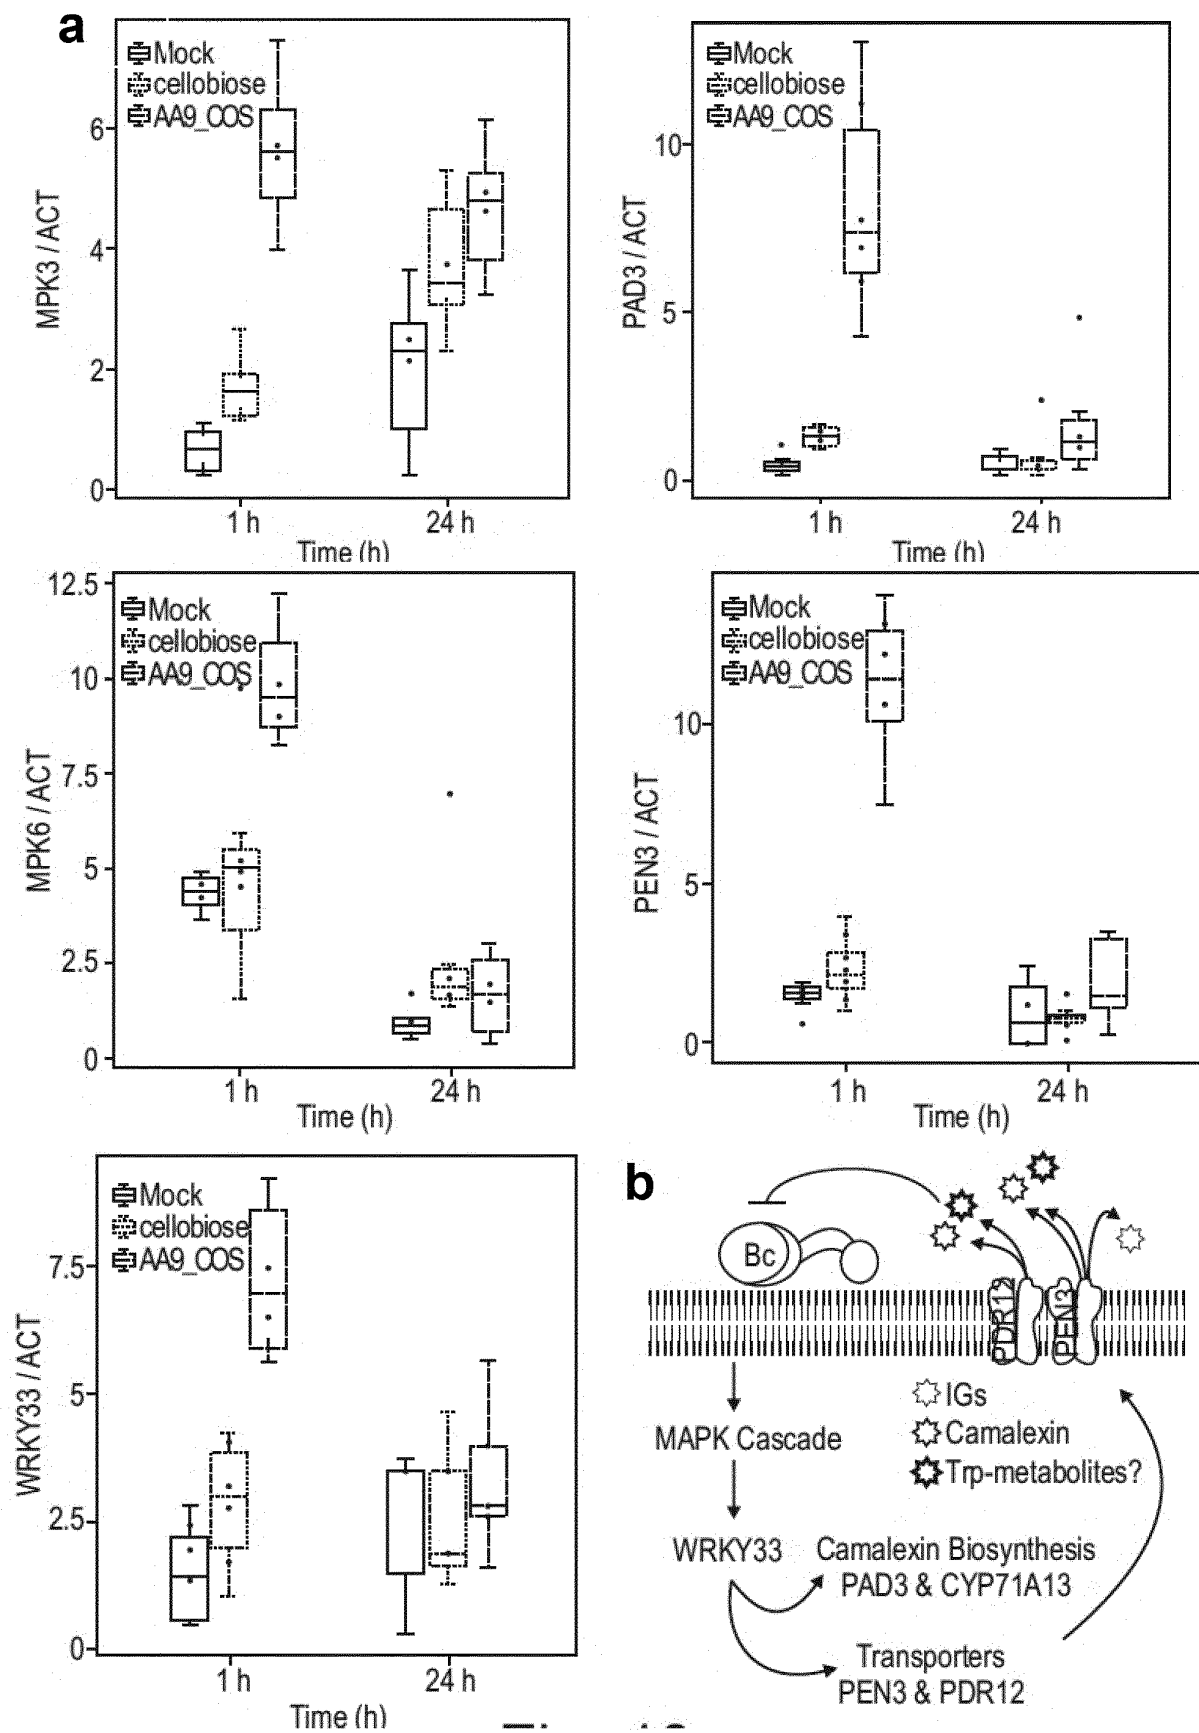 a
Mock
cellobiose
AA9_COS
6
4
2
0
MPK3 / ACT
1 h
24 h
Time (h)
Mock
cellobiose
AA9_COS
10
5
0
PAD3 / ACT
1 h
24 h
Time (h)
12.5
10
7.5
5
2.5
0
Mock
cellobiose
AA9_COS
MPK6 / ACT
1 h
24 h
Time (h)
Mock
cellobiose
AA9_COS
10
5
0
PEN3 / ACT
1 h
24 h
Time (h)
Mock
cellobiose
AA9_COS
7.5
5
2.5
0
WRKY33 / ACT
1 h
24 h
Time (h)
b
Bc
PDR12
PEN3
IGs
Camalexin
Trp-metabolites?
MAPK Cascade
WRKY33
Camalexin Biosynthesis
PAD3 & CYP71A13
Transporters
PEN3 & PDR12